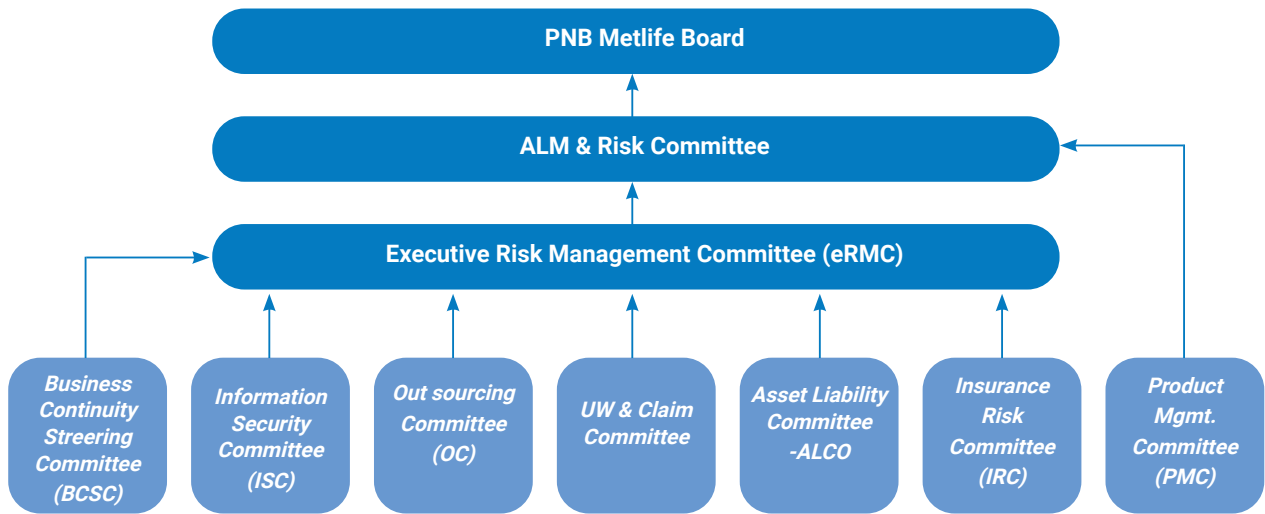 PNB Metlife Board
ALM & Risk Committee
Executive Risk Management Committee (eRMC)
Business
Continuity
Streering
Committee
(BCSC)
Information
Security
Committee
(ISC)
Out sourcing
Committee
(OC)
UW & Claim
Committee
Asset Liability
Committee
-ALCO
Insurance
Risk
Committee
(IRC)
Product
Mgmt.
Committee
(PMC)